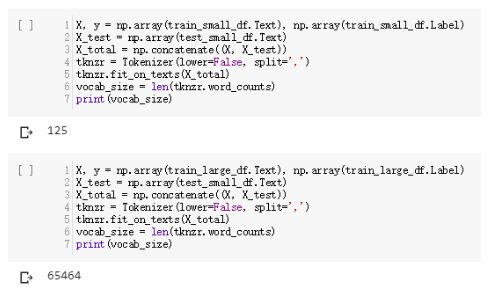 [ ] 1 X, y = np.array(train_small_df.Text), np.array(train_small_df.Label)
2 X_test = np.array(test_small_df.Text)
3 X_total = np.concatenate((X, X_test))
4 tknzr = Tokenizer(lower=False, split=',')
5 tknzr.fit_on_texts(X_total)
6 vocab_size = len(tknzr.word_counts)
7 print(vocab_size)
125
[ ] 1 X, y = np.array(train_large_df.Text), np.array(train_large_df.Label)
2 X_test = np.array(test_small_df.Text)
3 X_total = np.concatenate((X, X_test))
4 tknzr = Tokenizer(lower=False, split=',')
5 tknzr.fit_on_texts(X_total)
6 vocab_size = len(tknzr.word_counts)
7 print(vocab_size)
65464